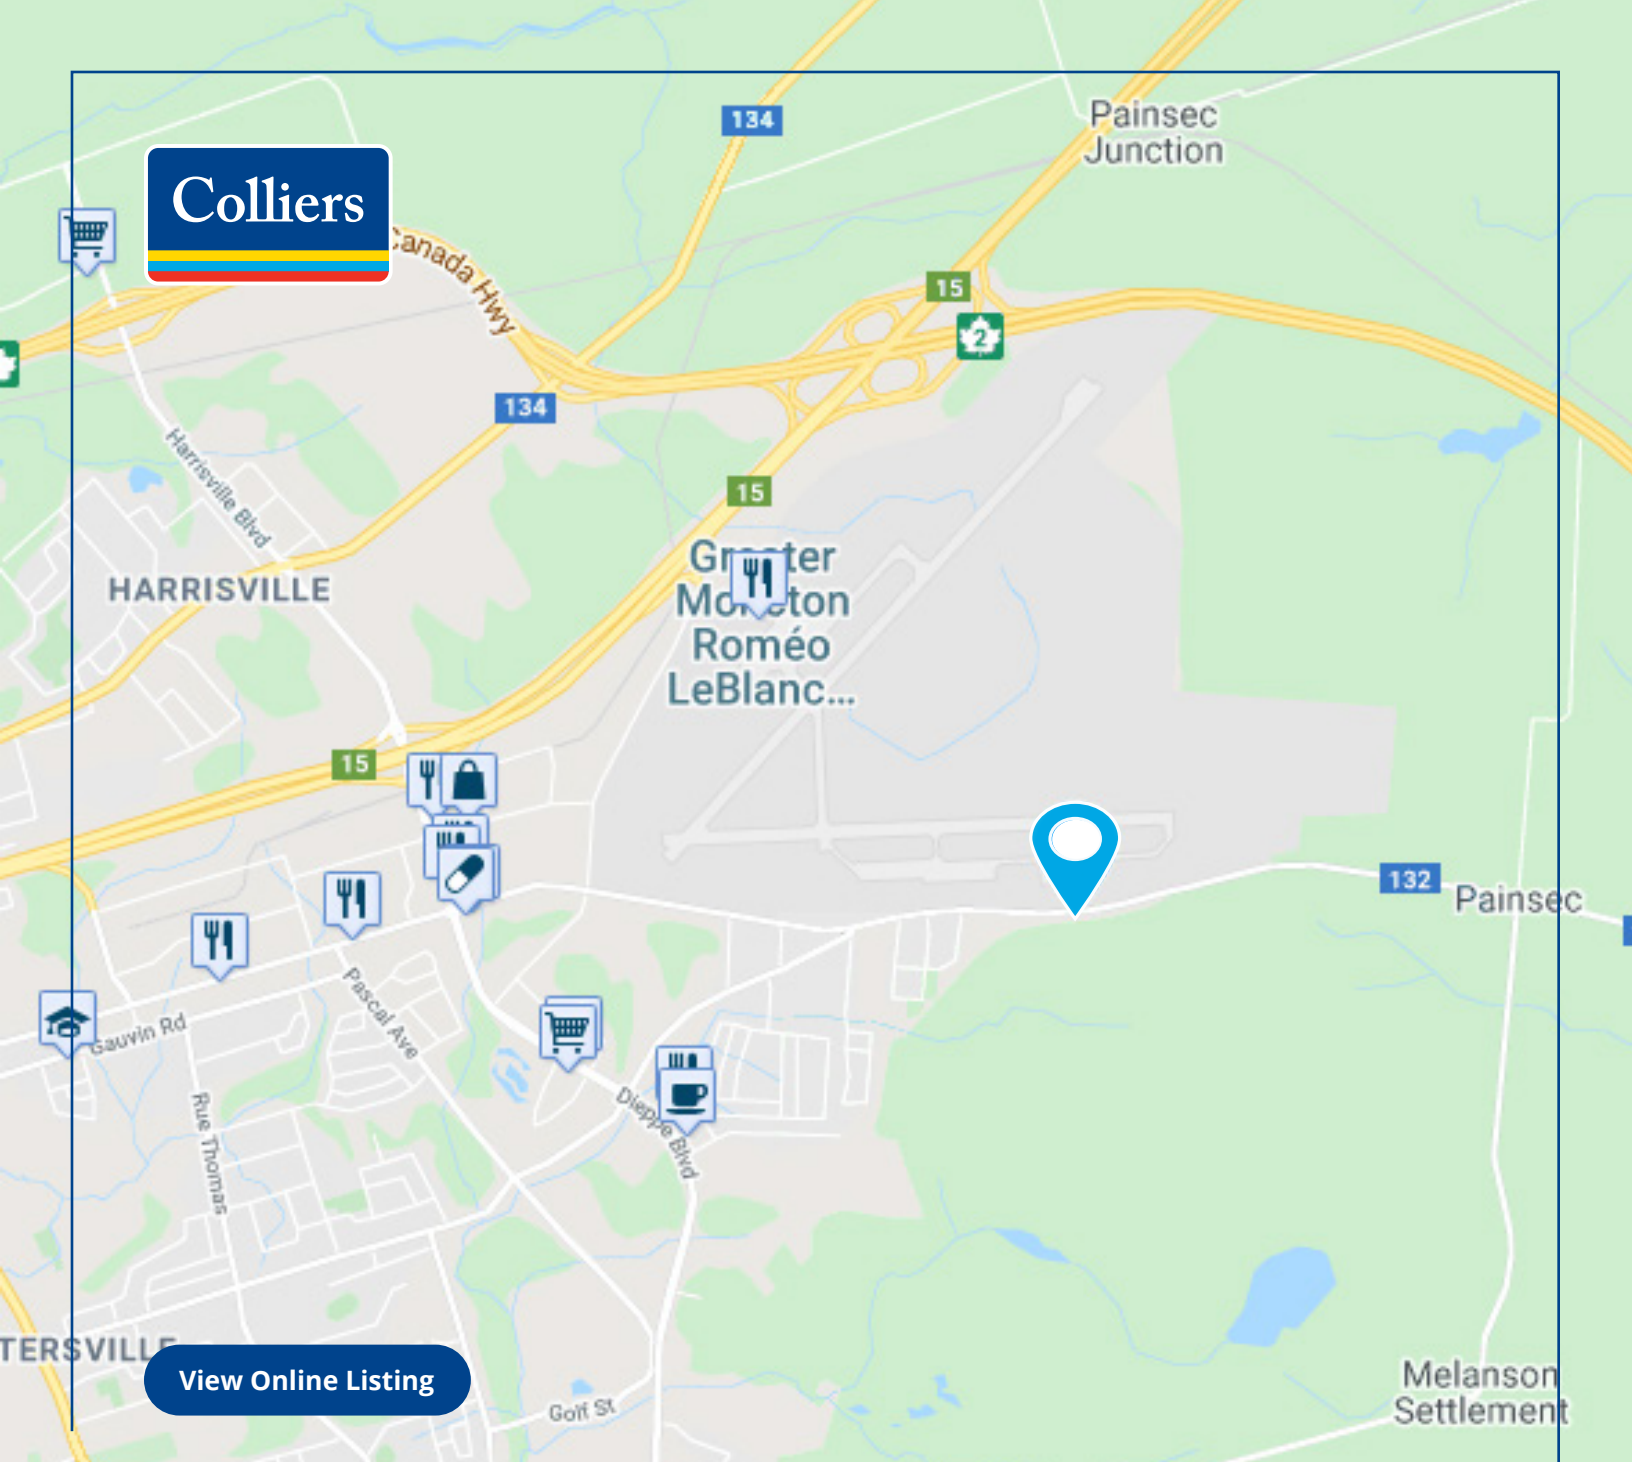 134
Painsec
Junction
Colliers
Canada Hwy
15
2
134
Harrisville Blvd
15
HARRISVILLE
Greater
Moncton
Roméo
LeBlanc...
15
132
Painsec
Gauvin Rd
Pascal Ave
Rue Thomas
Dieppe Blvd
TERSVILLE
View Online Listing
Golf St
Melanson
Settlement